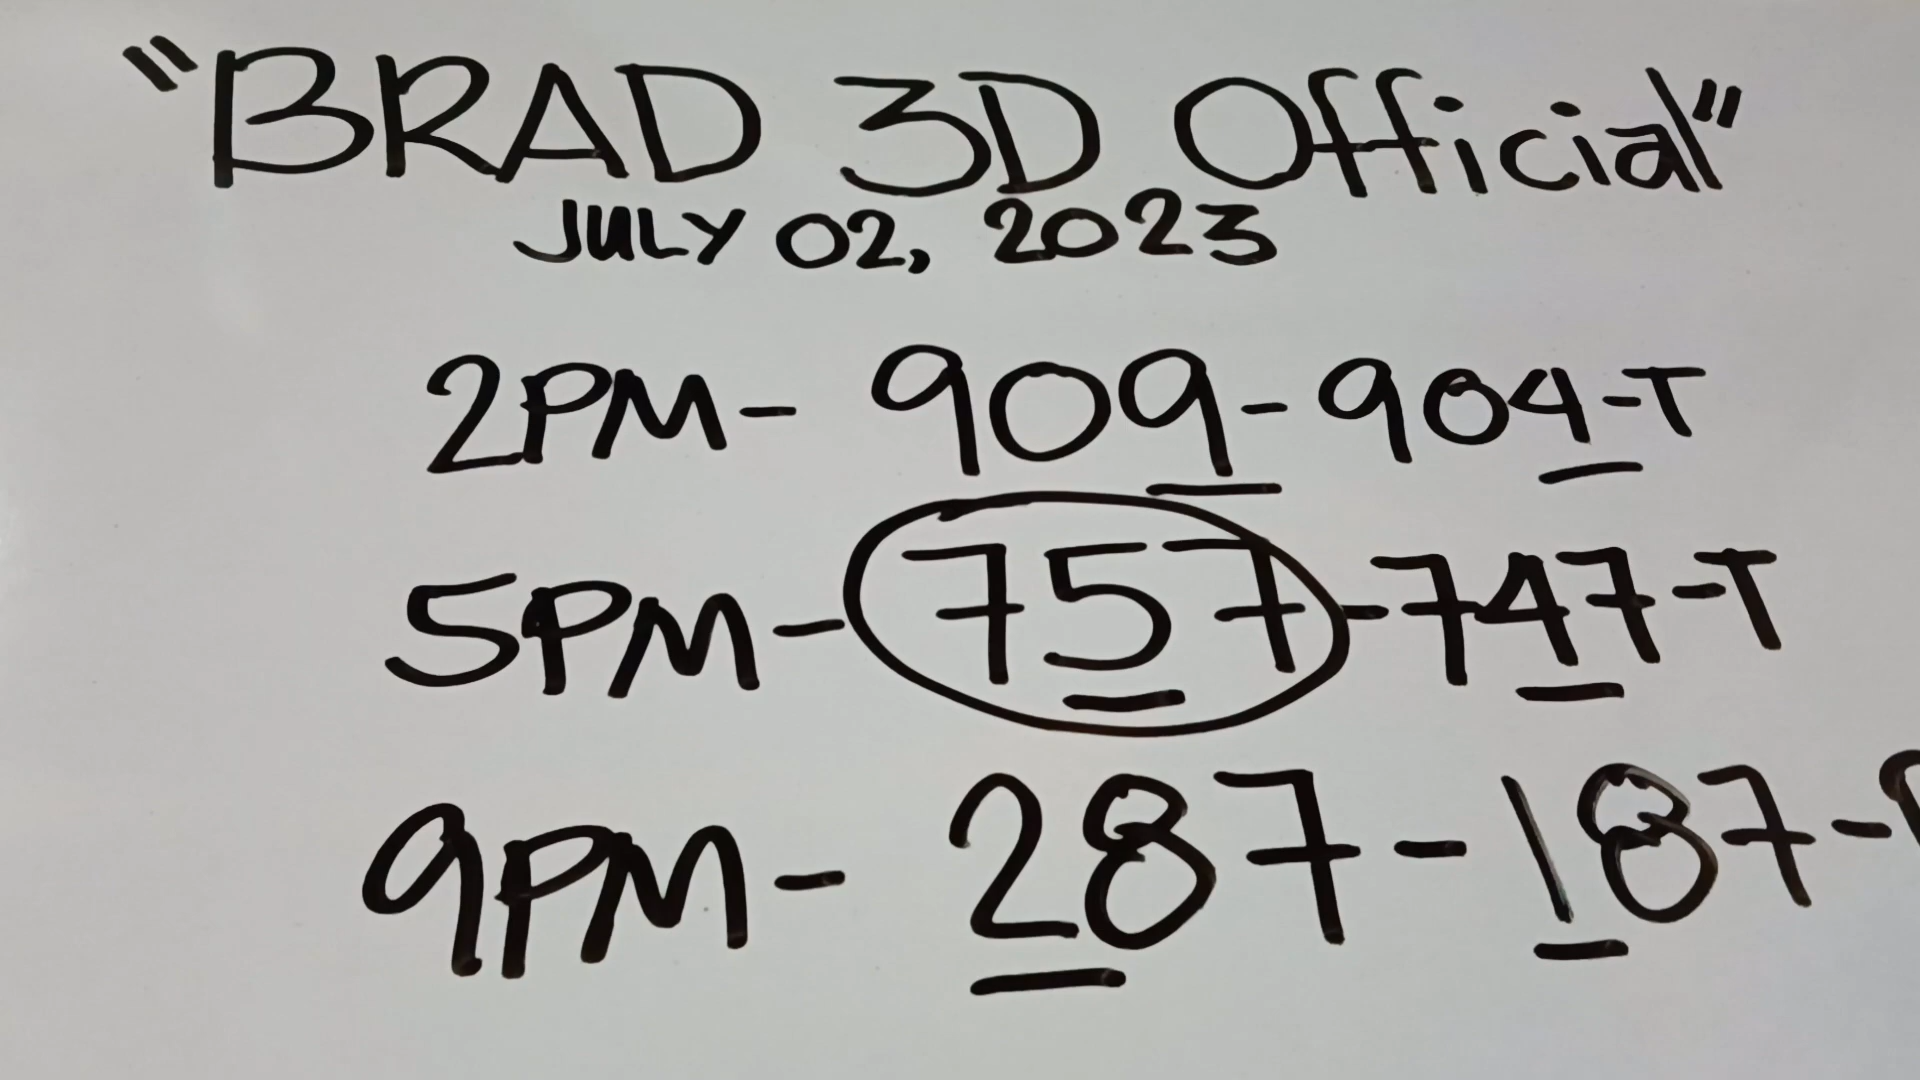 "BRAD 3D Official"
JULY 02, 2023
2PM- 909-904-T
5PM-757-747-T
9PM- 287-187-